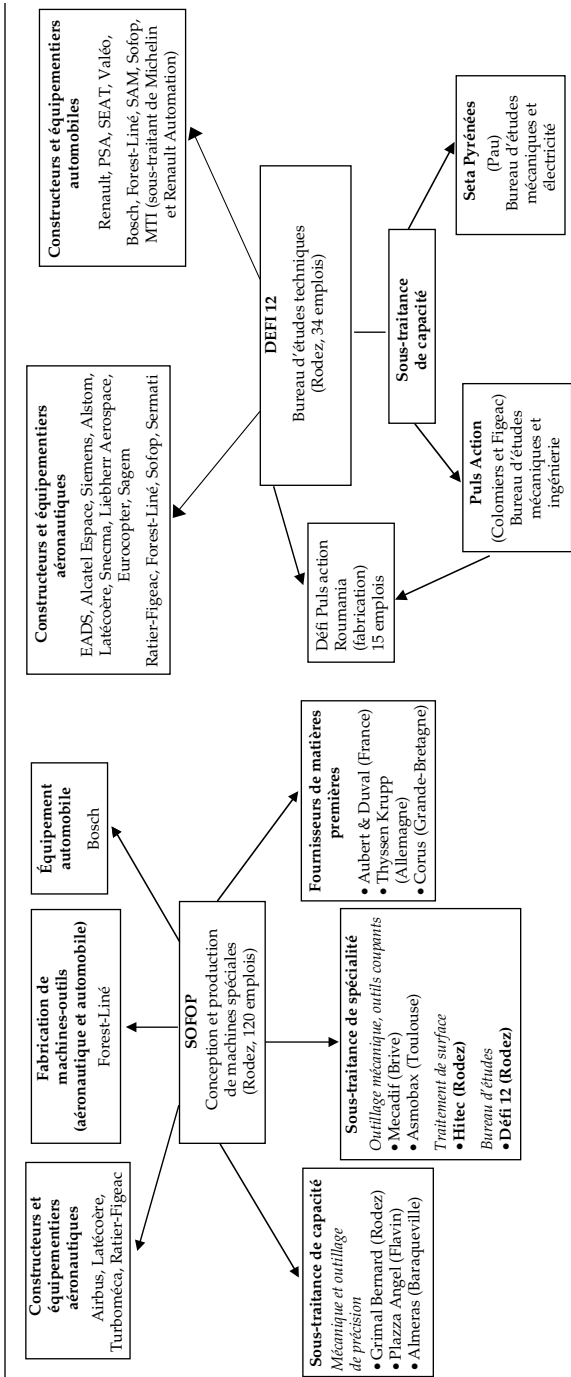 Constructeurs et
équipementiers
aéronautiques
Airbus, Latécoère,
Turboméca, Ratier-Figeac
Fabrication de
machines-outils
(aéronautique et automobile)
Forest-Liné
Équipement
automobile
Bosch
SOFOP
Conception et production
de machines spéciales
(Rodez, 120 emplois)
Sous-traitance de capacité
Mécanique et outillage
de précision
• Grimal Bernard (Rodez)
• Plazza Angel (Flavin)
• Almeras (Baraqueville)
Sous-traitance de spécialité
Outillage mécanique, outils coupants
• Mecadif (Brive)
• Asmobax (Toulouse)
Traitement de surface
• Hitec (Rodez)
Bureau d'études
• Défi 12 (Rodez)
Fournisseurs de matières
premières
• Aubert & Duval (France)
• Thyssen Krupp
(Allemagne)
• Corus (Grande-Bretagne)
Constructeurs et équipementiers
aéronautiques
EADS, Alcatel Espace, Siemens, Alstom,
Latécoère, Snecma, Liebherr Aerospace,
Eurocopter, Sagem
Ratier-Figeac, Forest-Liné, Sofop, Sermati
Constructeurs et équipementiers
automobiles
Renault, PSA, SEAT, Valéo,
Bosch, Forest-Liné, SAM, Sofop,
MTI (sous-traitant de Michelin
et Renault Automation)
DEFI 12
Bureau d'études techniques
(Rodez, 34 emplois)
Défi Puls action
Roumania
(fabrication)
15 emplois
Sous-traitance
de capacité
Puls Action
(Colomiers et Figeac)
Bureau d'études
mécaniques et
ingénierie
Seta Pyrénées
(Pau)
Bureau d'études
mécaniques et
électricité